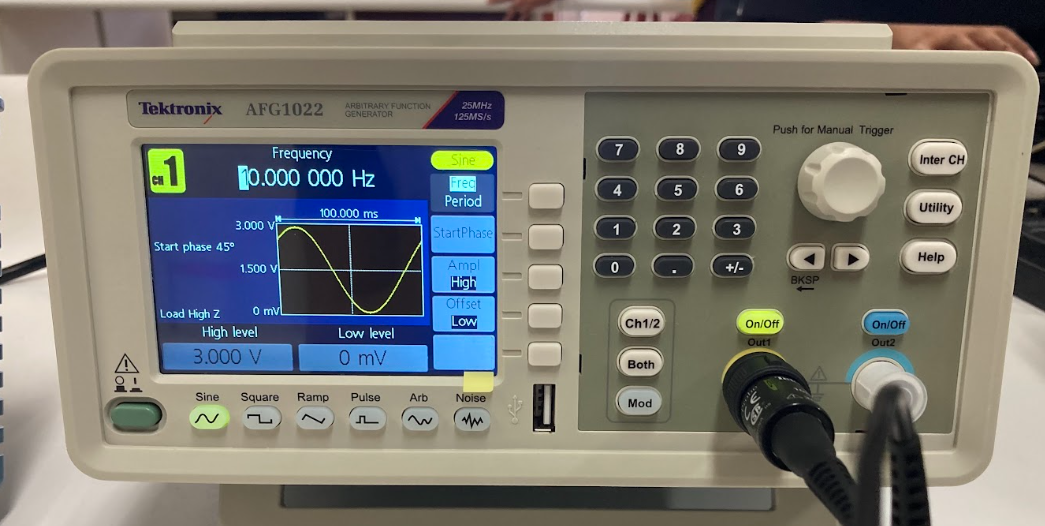 Tektronix AFG1022 ARBITRARY FUNCTION GENERATOR 25MHz 125MS/s
CH 1
Frequency
10.000 000 Hz
Sine
Freq
Period
StartPhase
Ampl
High
Offset
Low
100.000 ms
3.000 V
Start phase 45°
1.500 V
Load High Z
0 mV
High level
Low level
3.000 V
0 mV
Sine
Square
Ramp
Pulse
Arb
Noise
7
8
9
4
5
6
1
2
3
0
.
+/-
Push for Manual Trigger
BKSP
Inter CH
Utility
Help
Ch1/2
Both
Mod
On/Off
Out1
On/Off
Out2